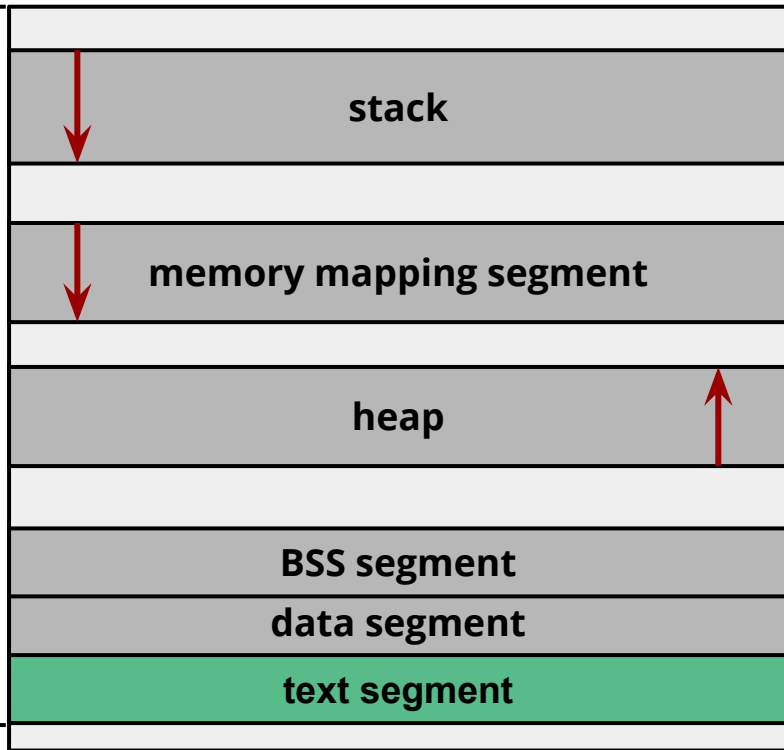 stack
memory mapping segment
heap
BSS segment
data segment
text segment